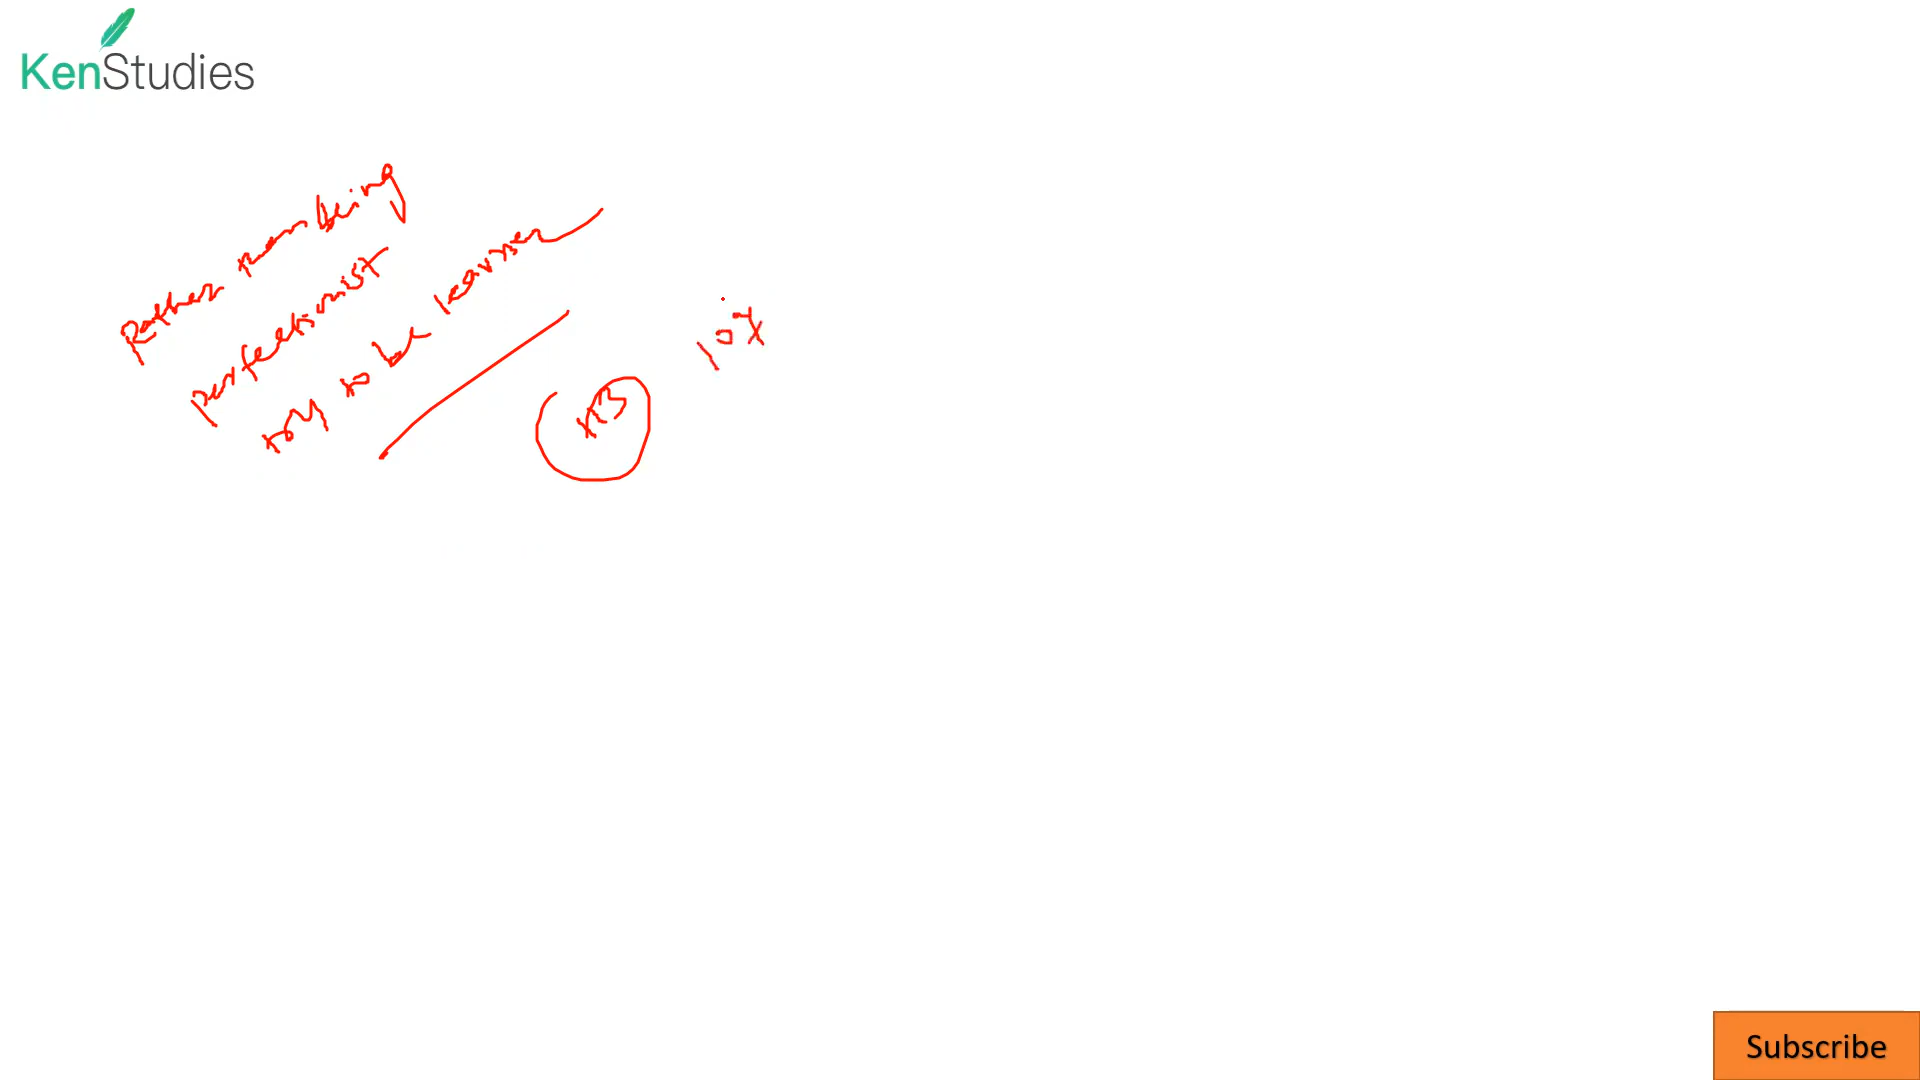 KenStudies
Rather than being
perfectionist
try to be learner
10x
Subscribe